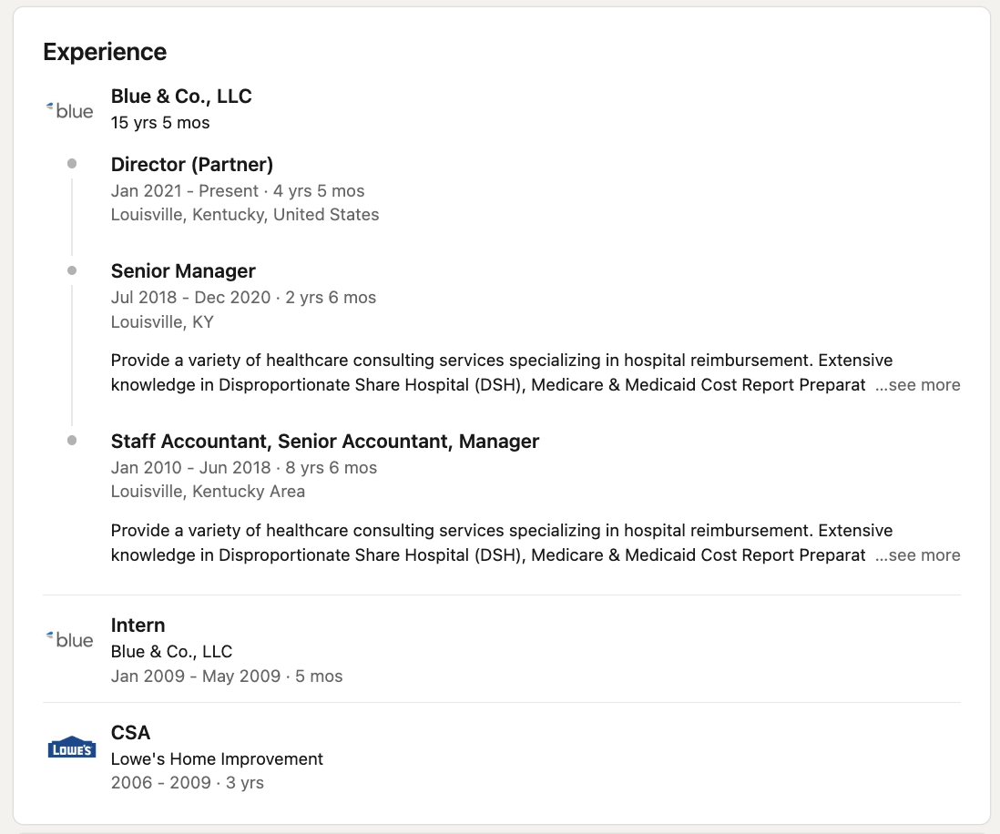 Experience
blue
Blue & Co., LLC
15 yrs 5 mos
Director (Partner)
Jan 2021 - Present · 4 yrs 5 mos
Louisville, Kentucky, United States
Senior Manager
Jul 2018 - Dec 2020 · 2 yrs 6 mos
Louisville, KY
Provide a variety of healthcare consulting services specializing in hospital reimbursement. Extensive
knowledge in Disproportionate Share Hospital (DSH), Medicare & Medicaid Cost Report Preparat ...see more
Staff Accountant, Senior Accountant, Manager
Jan 2010 - Jun 2018 · 8 yrs 6 mos
Louisville, Kentucky Area
Provide a variety of healthcare consulting services specializing in hospital reimbursement. Extensive
knowledge in Disproportionate Share Hospital (DSH), Medicare & Medicaid Cost Report Preparat ...see more
blue
Intern
Blue & Co., LLC
Jan 2009 - May 2009 · 5 mos
LOWE'S
CSA
Lowe's Home Improvement
2006 - 2009 · 3 yrs